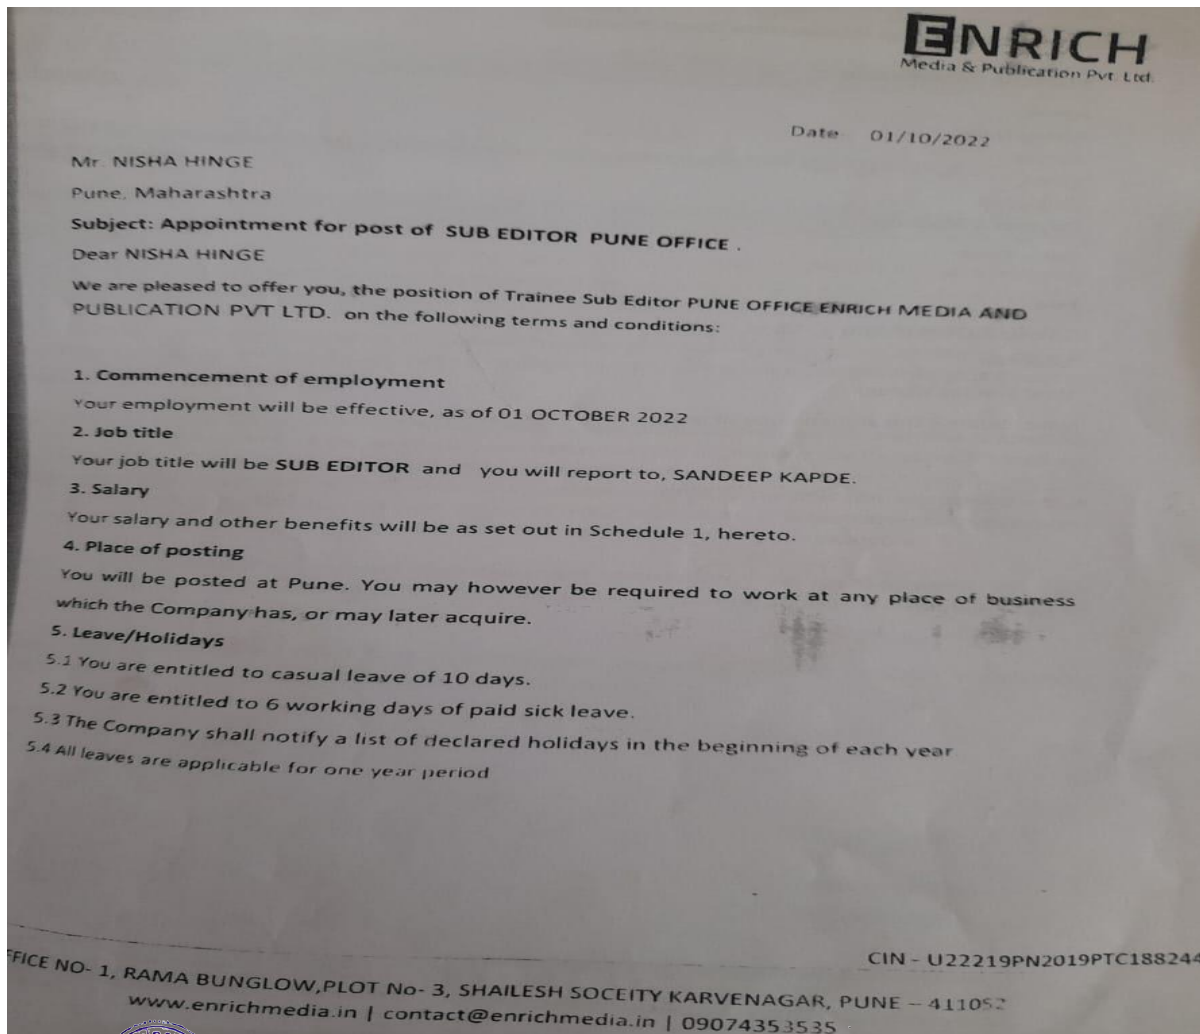 ENRICH
Media & Publication Pvt. Ltd.
Date 01/10/2022
Mr. NISHA HINGE
Pune, Maharashtra
Subject: Appointment for post of SUB EDITOR PUNE OFFICE .
Dear NISHA HINGE
We are pleased to offer you, the position of Trainee Sub Editor PUNE OFFICE ENRICH MEDIA AND
PUBLICATION PVT LTD. on the following terms and conditions:
1. Commencement of employment
Your employment will be effective, as of 01 OCTOBER 2022
2. Job title
Your job title will be SUB EDITOR and you will report to, SANDEEP KAPDE.
3. Salary
Your salary and other benefits will be as set out in Schedule 1, hereto.
4. Place of posting
You will be posted at Pune. You may however be required to work at any place of business
which the Company has, or may later acquire.
5. Leave/Holidays
5.1 You are entitled to casual leave of 10 days.
5.2 You are entitled to 6 working days of paid sick leave.
5.3 The Company shall notify a list of declared holidays in the beginning of each year
5.4 All leaves are applicable for one year period
CIN - U22219PN2019PTC188244
FFICE NO- 1, RAMA BUNGLOW,PLOT No- 3, SHAILESH SOCEITY KARVENAGAR, PUNE - 411052
www.enrichmedia.in | contact@enrichmedia.in | 09074353535